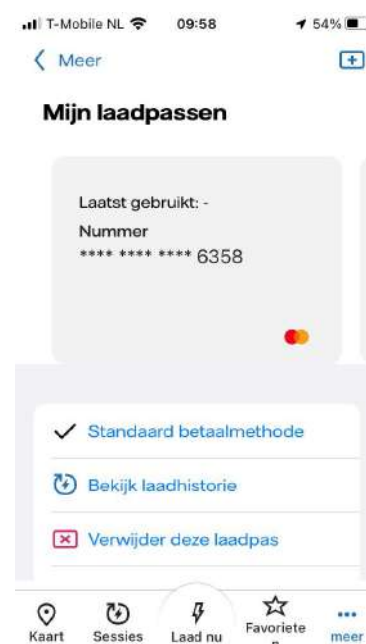 T-Mobile NL 09:58 54%
Meer
Mijn laadpassen
Laatst gebruikt: -
Nummer
**** **** **** 6358
Standaard betaalmethode
Bekijk laadhistorie
Verwijder deze laadpas
Kaart Sessies Laad nu Favoriete
n meer